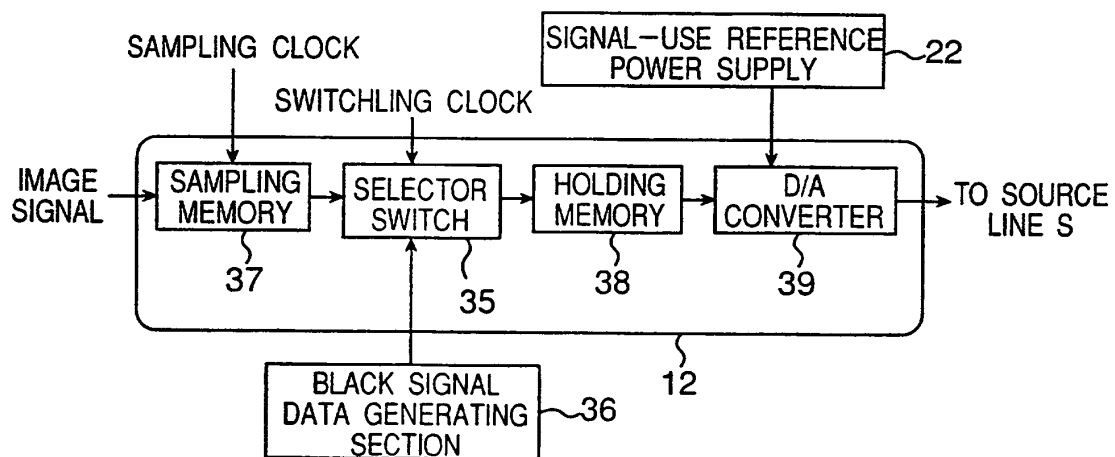 SAMPLING CLOCK
SIGNAL-USE REFERENCE
POWER SUPPLY
22
SWITCHLING CLOCK
IMAGE
SIGNAL
SAMPLING
MEMORY
SELECTOR
SWITCH
HOLDING
MEMORY
D/A
CONVERTER
TO SOURCE
LINE S
37
35
38
39
12
BLACK SIGNAL
DATA GENERATING
SECTION
36